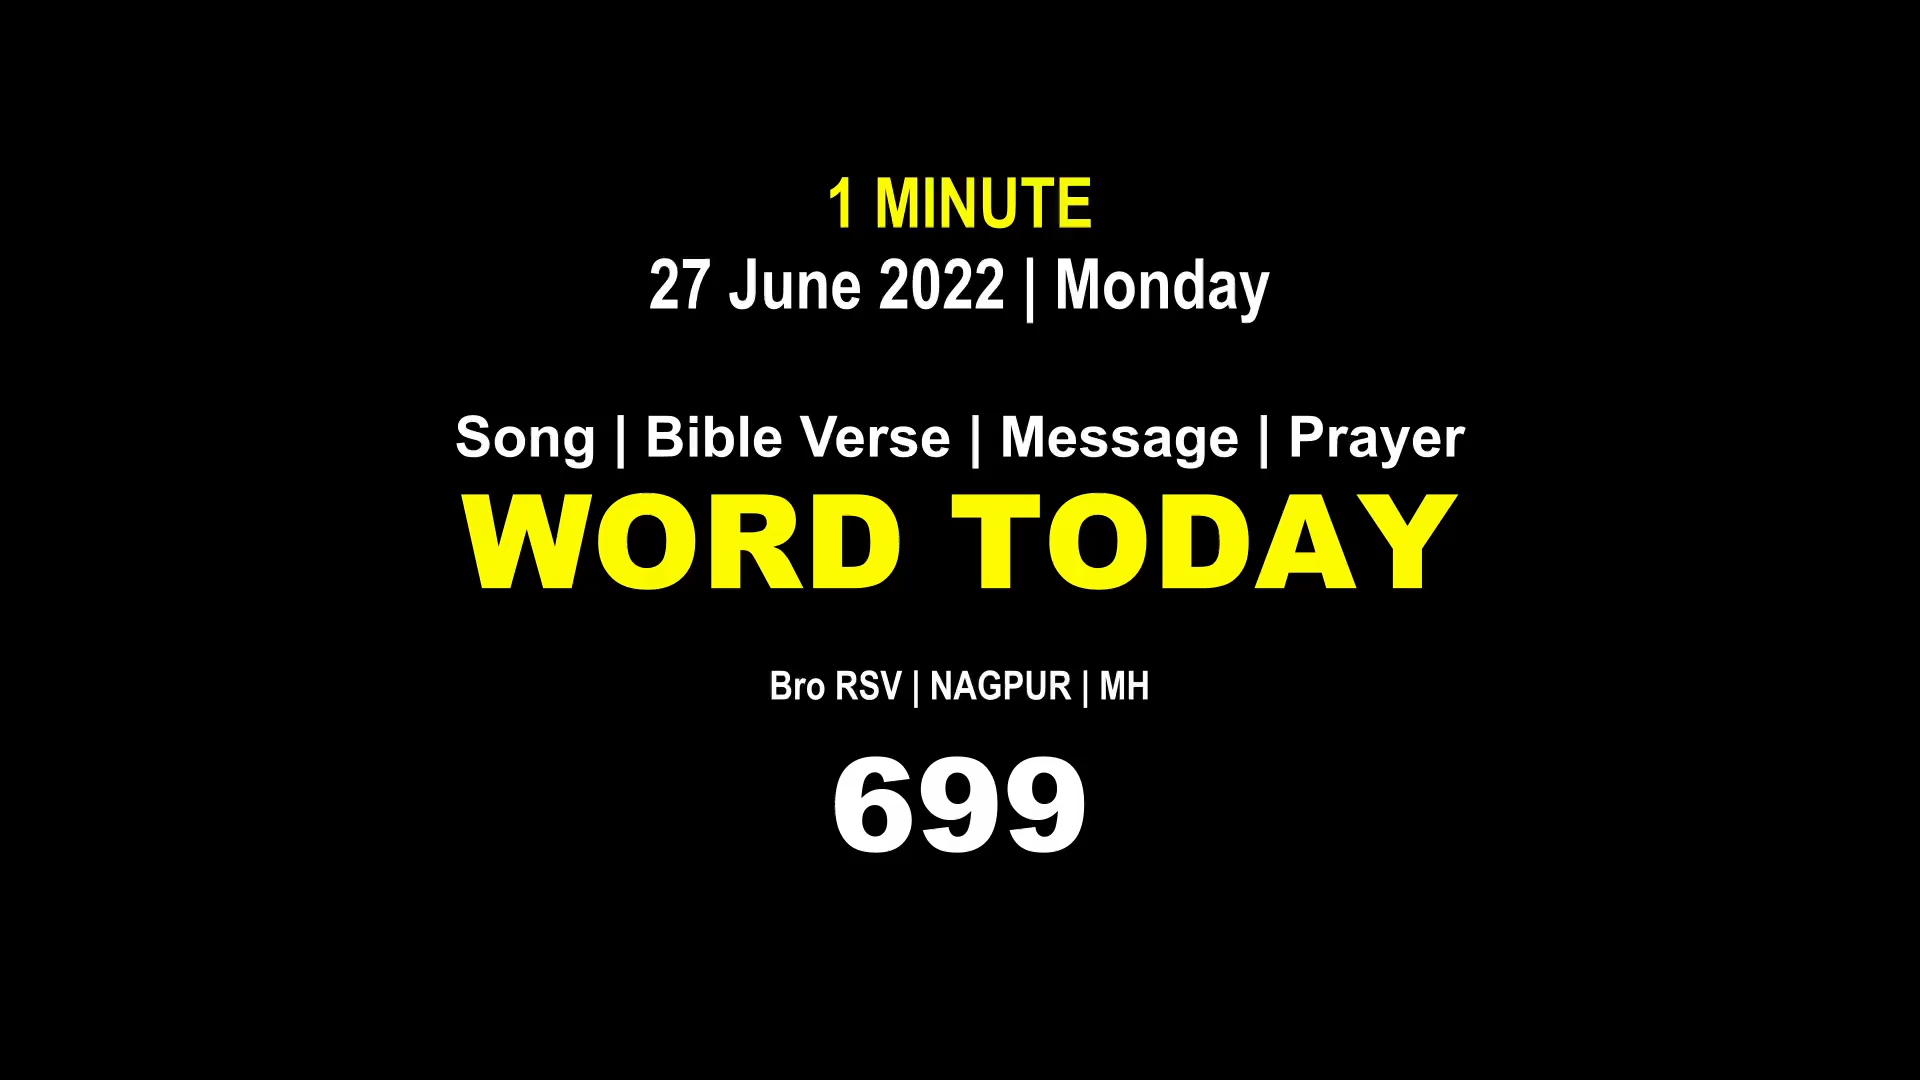 1 MINUTE
27 June 2022 | Monday
Song | Bible Verse | Message | Prayer
WORD TODAY
Bro RSV | NAGPUR | MH
699